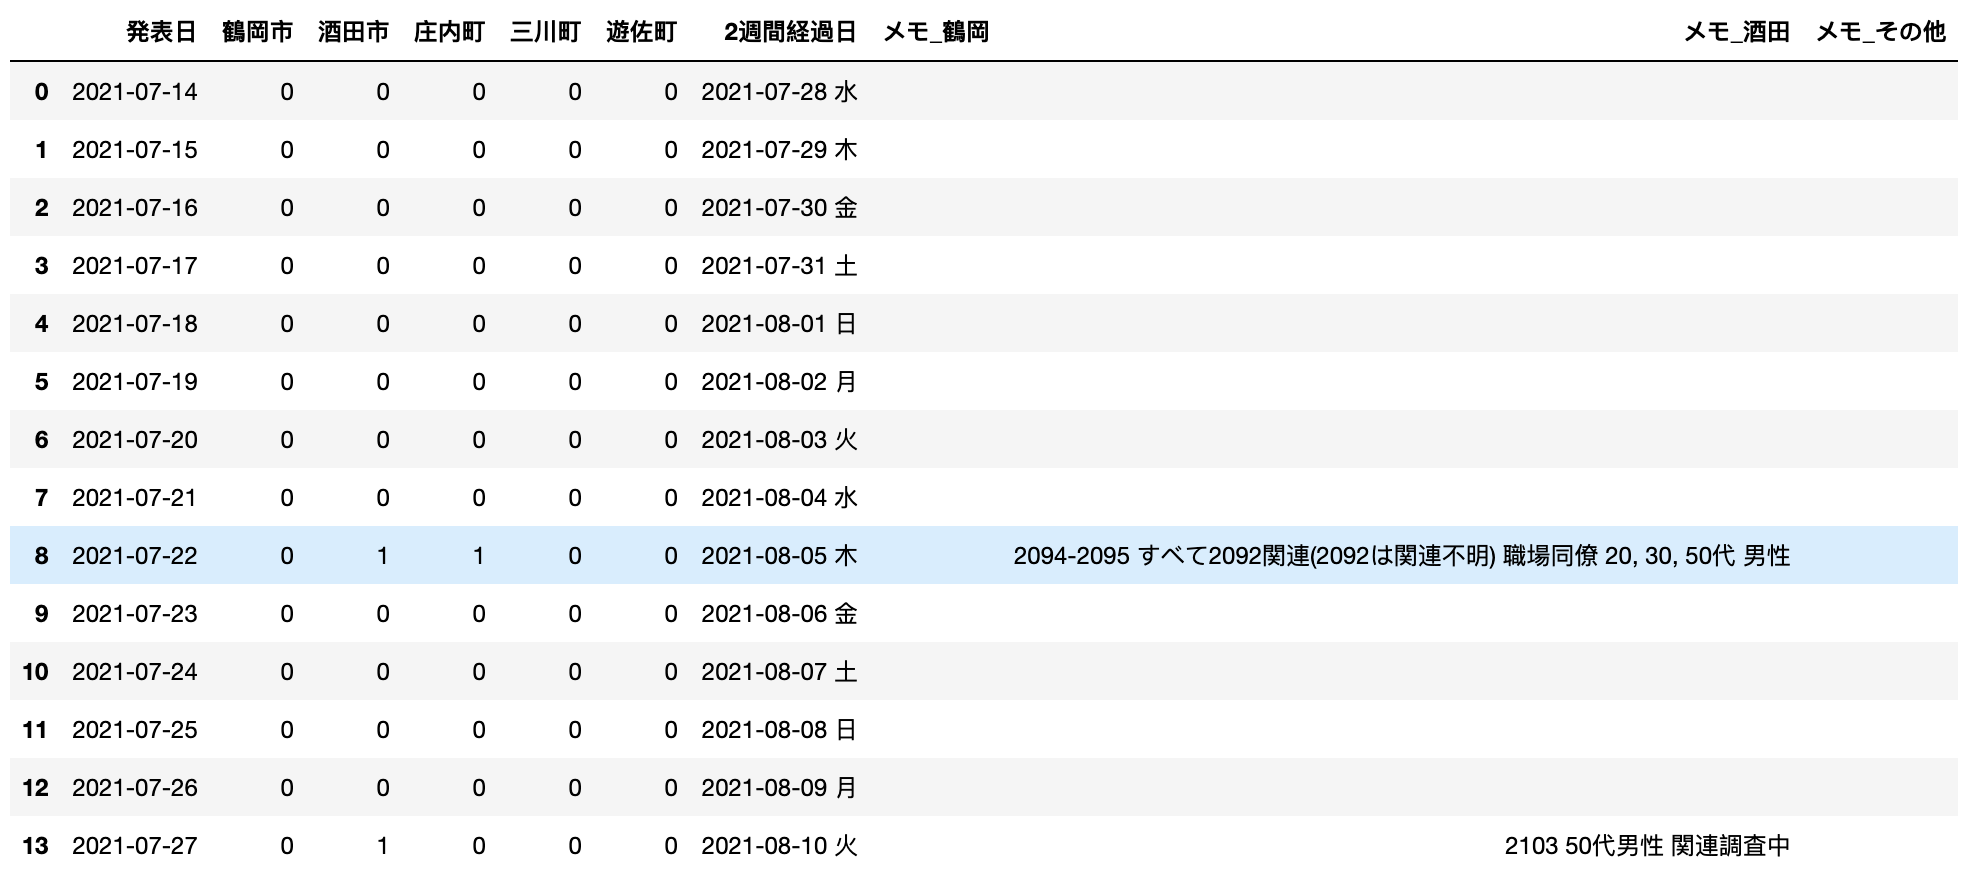 発表日 鶴岡市 酒田市 庄内町 三川町 遊佐町 2週間経過日 メモ_鶴岡 メモ_酒田 メモ_その他
0 2021-07-14 0 0 0 0 0 2021-07-28 水
1 2021-07-15 0 0 0 0 0 2021-07-29 木
2 2021-07-16 0 0 0 0 0 2021-07-30 金
3 2021-07-17 0 0 0 0 0 2021-07-31 土
4 2021-07-18 0 0 0 0 0 2021-08-01 日
5 2021-07-19 0 0 0 0 0 2021-08-02 月
6 2021-07-20 0 0 0 0 0 2021-08-03 火
7 2021-07-21 0 0 0 0 0 2021-08-04 水
8 2021-07-22 0 1 1 0 0 2021-08-05 木 2094-2095 すべて2092関連(2092は関連不明) 職場同僚 20, 30, 50代 男性
9 2021-07-23 0 0 0 0 0 2021-08-06 金
10 2021-07-24 0 0 0 0 0 2021-08-07 土
11 2021-07-25 0 0 0 0 0 2021-08-08 日
12 2021-07-26 0 0 0 0 0 2021-08-09 月
13 2021-07-27 0 1 0 0 0 2021-08-10 火 2103 50代男性 関連調査中